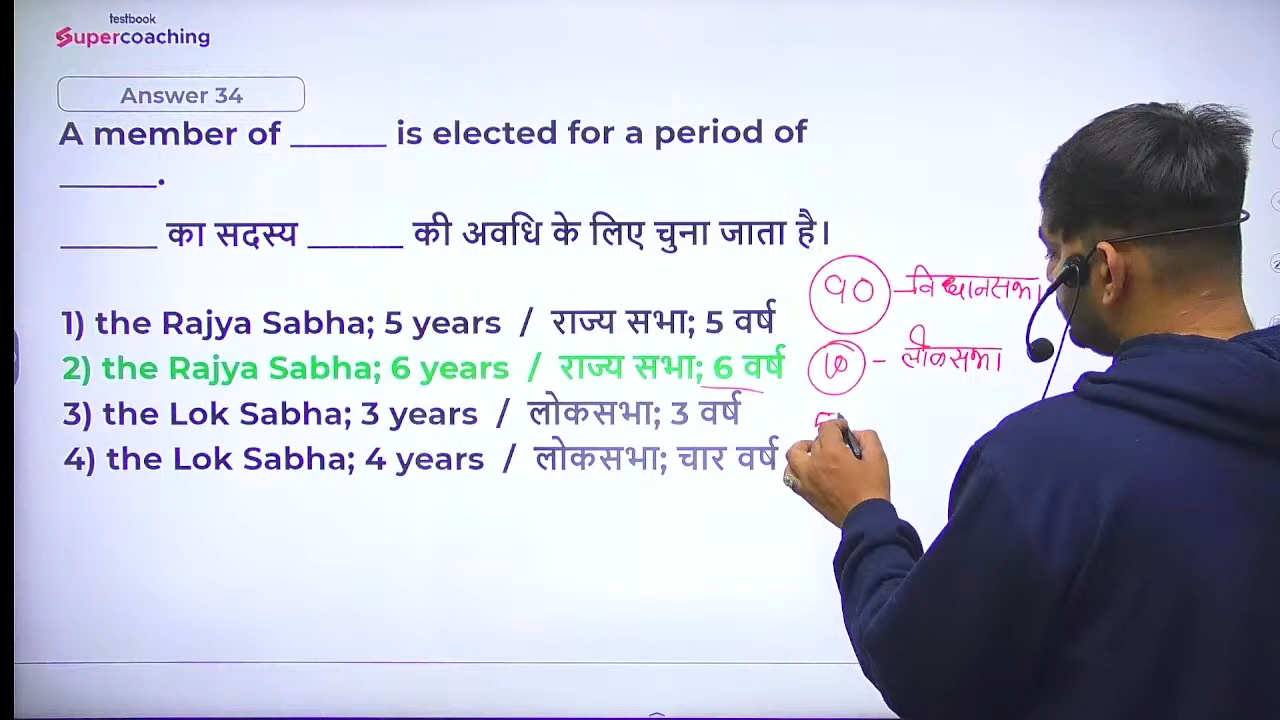 testbook
Supercoaching
Answer 34
A member of ______ is elected for a period of
______.
______ का सदस्य ______ की अवधि के लिए चुना जाता है।
1) the Rajya Sabha; 5 years / राज्य सभा; 5 वर्ष
2) the Rajya Sabha; 6 years / राज्य सभा; 6 वर्ष
3) the Lok Sabha; 3 years / लोकसभा; 3 वर्ष
4) the Lok Sabha; 4 years / लोकसभा; चार वर्ष
90 – विधानसभा
– लोकसभा